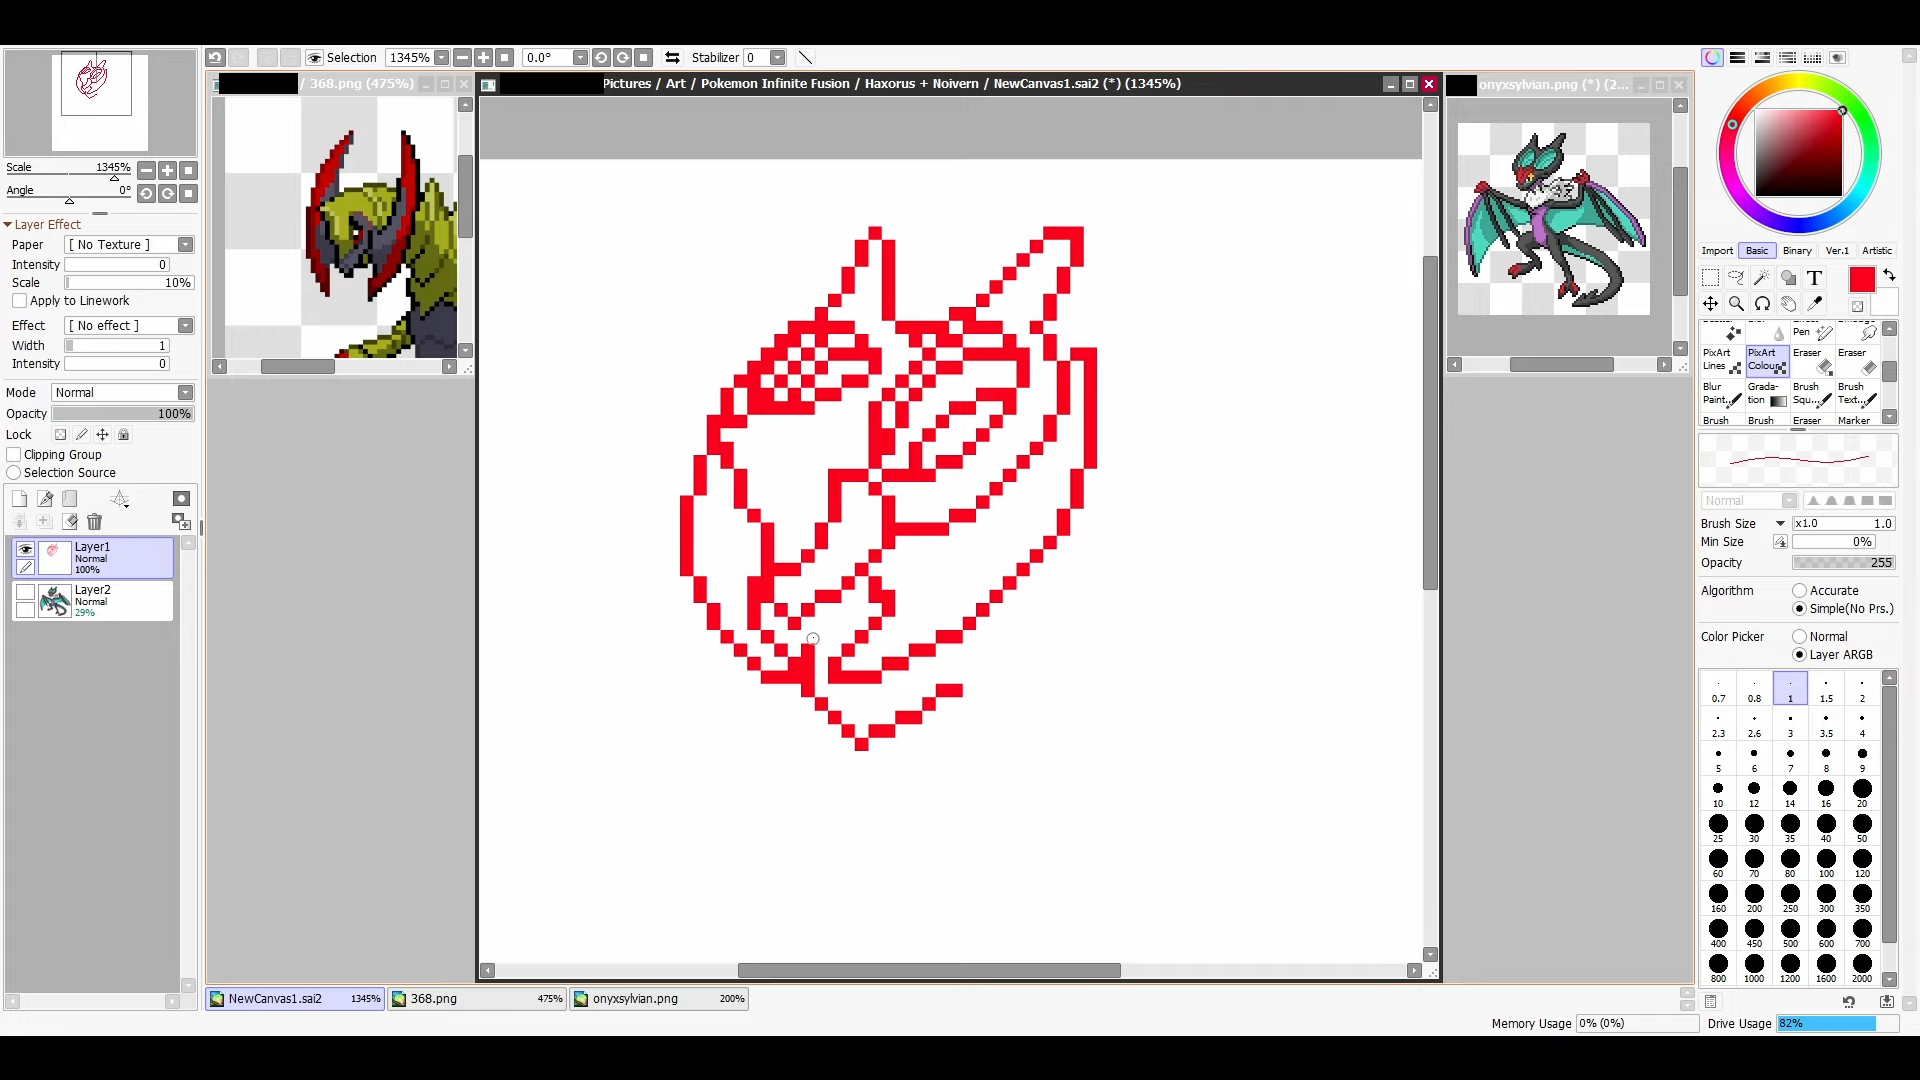 Selection 1345% 0.0° Stabilizer 0
/ 368.png (475%)
Pictures / Art / Pokemon Infinite Fusion / Haxorus + Noivern / NewCanvas1.sai2 (*) (1345%)
onyxsylvian.png (*) (2...
Scale 1345%
Angle 0°
Layer Effect
Paper [ No Texture ]
Intensity 0
Scale 10%
Apply to Linework
Effect [ No effect ]
Width 1
Intensity 0
Mode Normal
Opacity 100%
Lock
Clipping Group
Selection Source
Layer1
Normal
100%
Layer2
Normal
29%
Import Basic Binary Ver.1 Artistic
T
Pen
PixArt Lines
PixArt Colour
Eraser
Eraser
Blur Paint...
Grada-tion
Brush Squ...
Brush Text...
Brush Brush Eraser Marker
Normal
Brush Size x1.0 1.0
Min Size 0%
Opacity 255
Algorithm Accurate
Simple(No Prs.)
Color Picker Normal
Layer ARGB
0.7 0.8 1 1.5 2
2.3 2.6 3 3.5 4
5 6 7 8 9
10 12 14 16 20
25 30 35 40 50
60 70 80 100 120
160 200 250 300 350
400 450 500 600 700
800 1000 1200 1600 2000
NewCanvas1.sai2 1345% 368.png 475% onyxsylvian.png 200%
Memory Usage 0% (0%) Drive Usage 82%